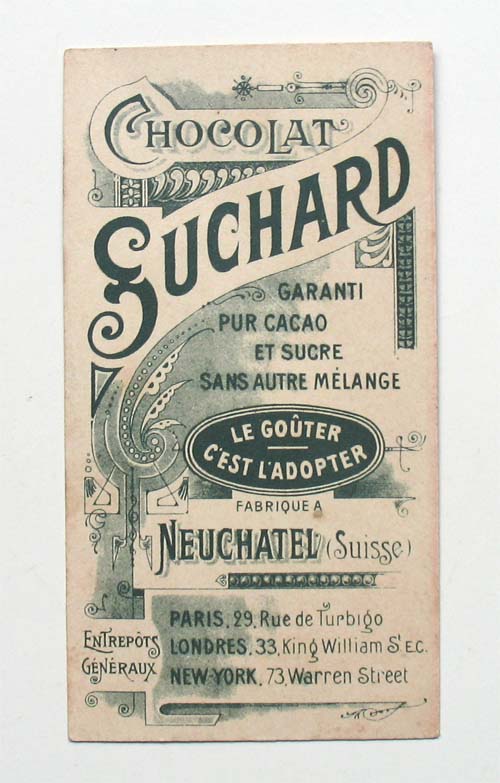 CHOCOLAT
SUCHARD
GARANTI
PUR CACAO
ET SUCRE
SANS AUTRE MÉLANGE
LE GOÛTER
C'EST L'ADOPTER
FABRIQUE A
NEUCHATEL (Suisse)
ENTREPÔTS
GÉNÉRAUX
PARIS, 29, Rue de Turbigo
LONDRES, 33, King William St E.C.
NEW-YORK, 73, Warren Street